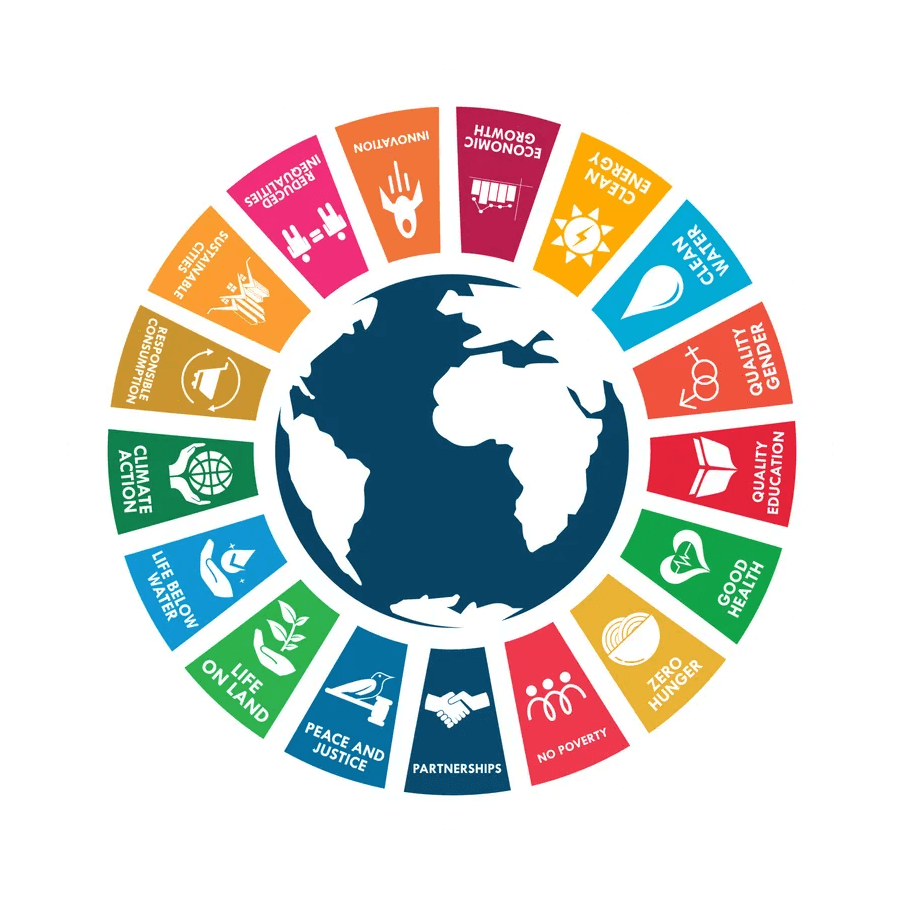 ECONOMIC
GROWTH
CLEAN
ENERGY
CLEAN
WATER
QUALITY
GENDER
QUALITY
EDUCATION
GOOD
HEALTH
ZERO
HUNGER
NO POVERTY
PARTNERSHIPS
PEACE AND
JUSTICE
LIFE
ON LAND
LIFE BELOW
WATER
CLIMATE
ACTION
RESPONSIBLE
CONSUMPTION
SUSTAINABLE
CITIES
REDUCED
INEQUALITIES
INNOVATION